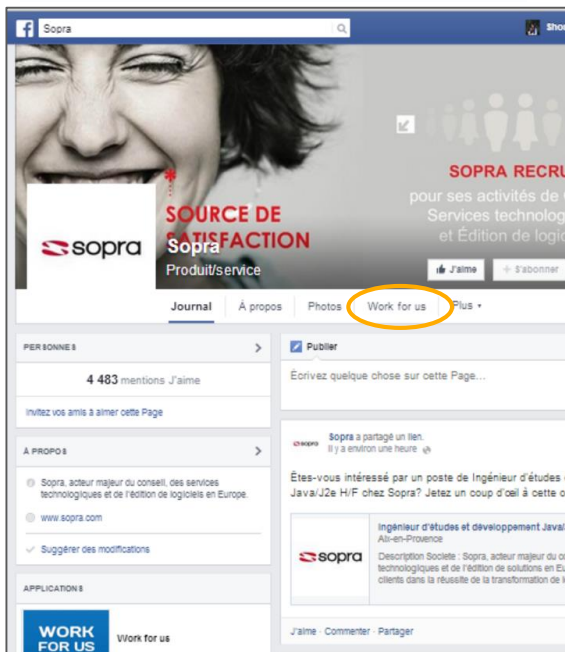 Sopra
SOPRA RECRU
pour ses activités de
Services technolog
et Édition de logic
SOURCE DE
SATISFACTION
sopra
Sopra
Produit/service
J'aime
+ S'abonner
Journal
À propos
Photos
Work for us
Plus
PERSONNES
4 483 mentions J'aime
Invitez vos amis à aimer cette Page
À PROPOS
Sopra, acteur majeur du conseil, des services
technologiques et de l'édition de logiciels en Europe.
www.sopra.com
Suggérer des modifications
APPLICATIONS
WORK
FOR US
Work for us
Publier
Écrivez quelque chose sur cette Page...
sopra
Sopra a partagé un lien.
Il y a environ une heure
Êtes-vous intéressé par un poste de Ingénieur d'études
Java/J2e H/F chez Sopra? Jetez un coup d'œil à cette o
sopra
Ingénieur d'études et développement Java/
Aix-en-Provence
Description Societe : Sopra, acteur majeur du co
technologiques et de l'édition de solutions en Eu
clients dans la réussite de la transformation de l
J'aime · Commenter · Partager